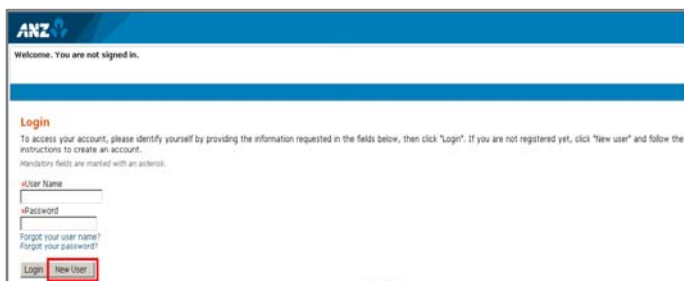 ANZ
Welcome. You are not signed in.
Login
To access your account, please identify yourself by providing the information requested in the fields below, then click "Login". If you are not registered yet, click "New user" and follow the
instructions to create an account.
Mandatory fields are marked with an asterisk.
*User Name
*Password
Forgot your user name?
Forgot your password?
Login New User